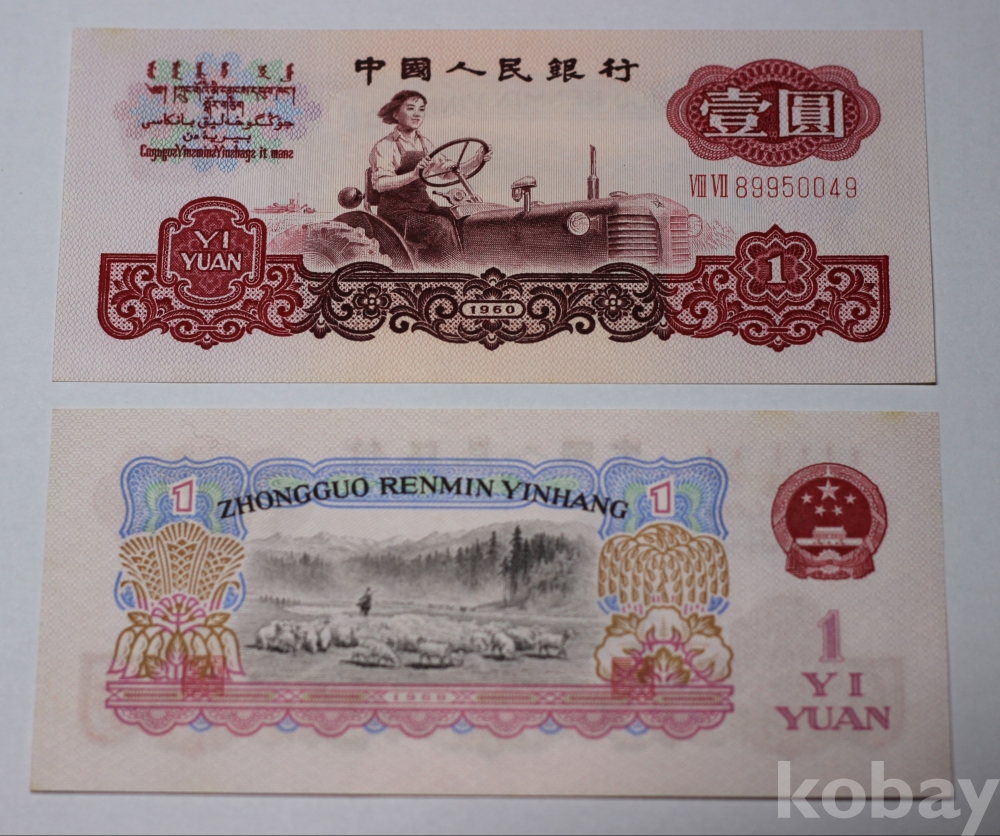 中國人民銀行
壹圓
Ⅷ Ⅶ 89950049
YI
YUAN
1960
1
1
ZHONGGUO RENMIN YINHANG
1
1960
1
YI
YUAN
kobay